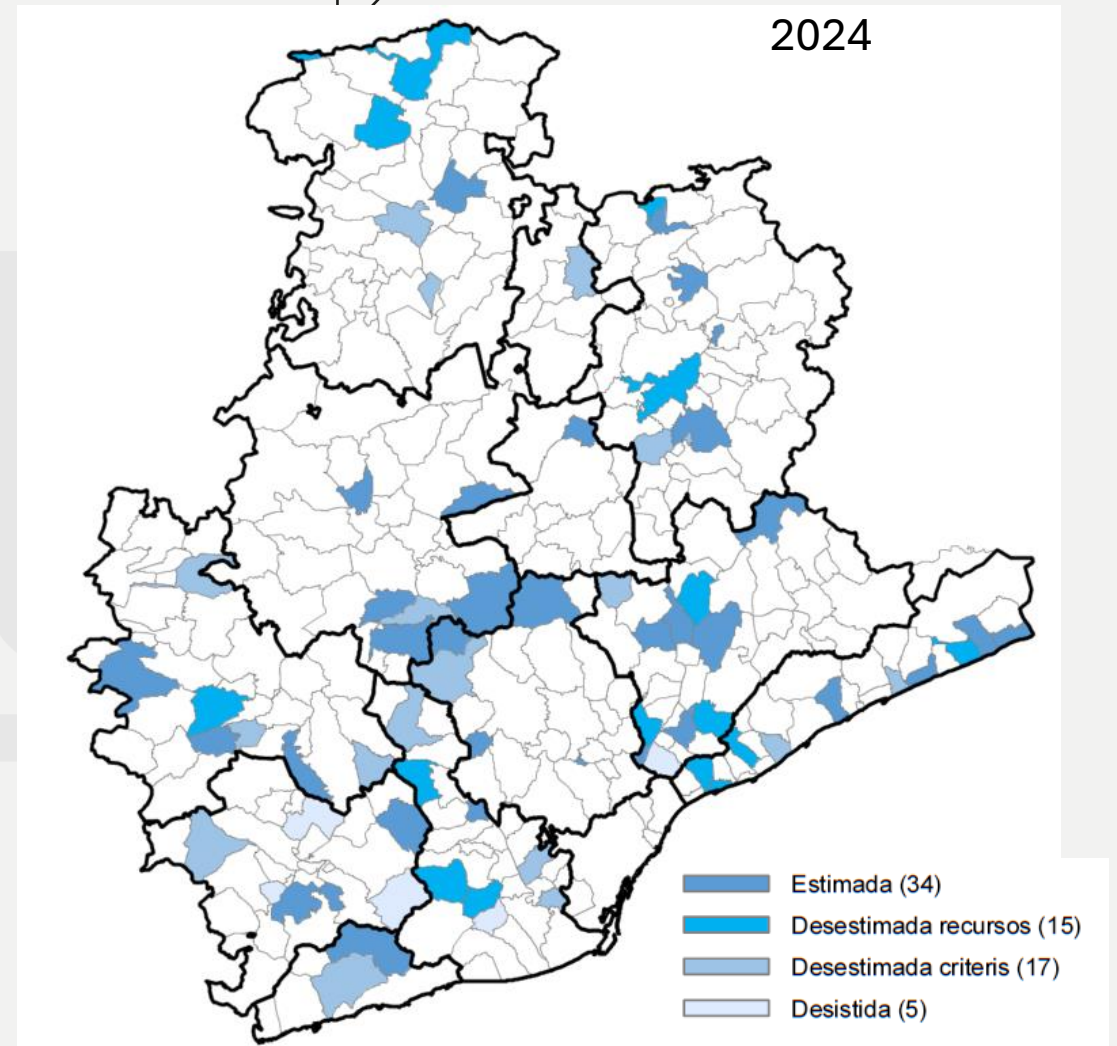 2024
Estimada (34)
Desestimada recursos (15)
Desestimada criteris (17)
Desistida (5)